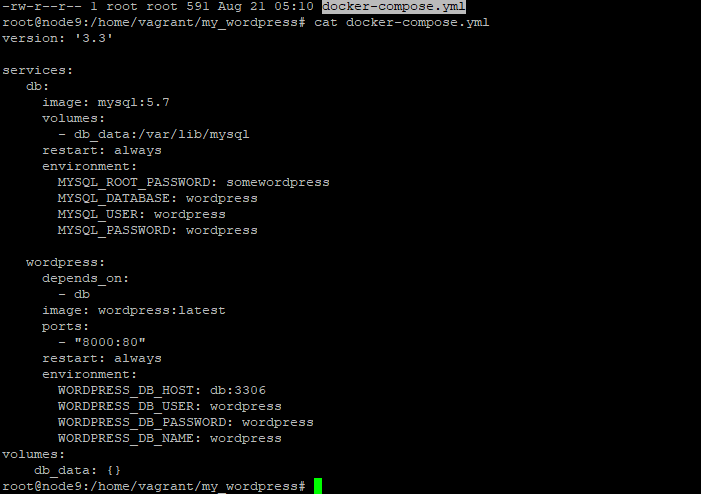 -rw-r--r-- 1 root root 591 Aug 21 05:10 docker-compose.yml
root@node9:/home/vagrant/my_wordpress# cat docker-compose.yml
version: '3.3'

services:
   db:
     image: mysql:5.7
     volumes:
       - db_data:/var/lib/mysql
     restart: always
     environment:
       MYSQL_ROOT_PASSWORD: somewordpress
       MYSQL_DATABASE: wordpress
       MYSQL_USER: wordpress
       MYSQL_PASSWORD: wordpress

   wordpress:
     depends_on:
       - db
     image: wordpress:latest
     ports:
       - "8000:80"
     restart: always
     environment:
       WORDPRESS_DB_HOST: db:3306
       WORDPRESS_DB_USER: wordpress
       WORDPRESS_DB_PASSWORD: wordpress
       WORDPRESS_DB_NAME: wordpress
volumes:
    db_data: {}
root@node9:/home/vagrant/my_wordpress#